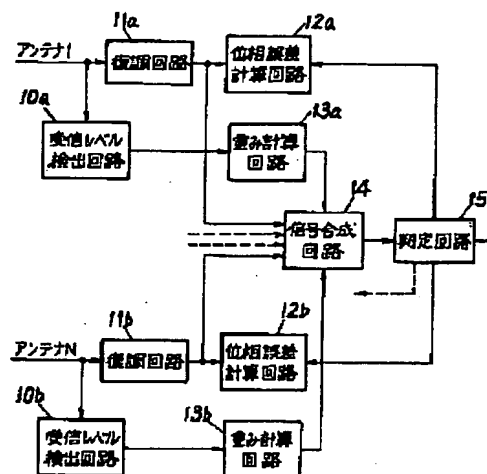 11a
12a
アンテナ1
復調回路
位相誤差
計算回路
10a
13a
受信レベル
検出回路
重み計算
回路
14
15
信号合成
回路
判定回路
11b
12b
アンテナN
復調回路
位相誤差
計算回路
10b
13b
受信レベル
検出回路
重み計算
回路